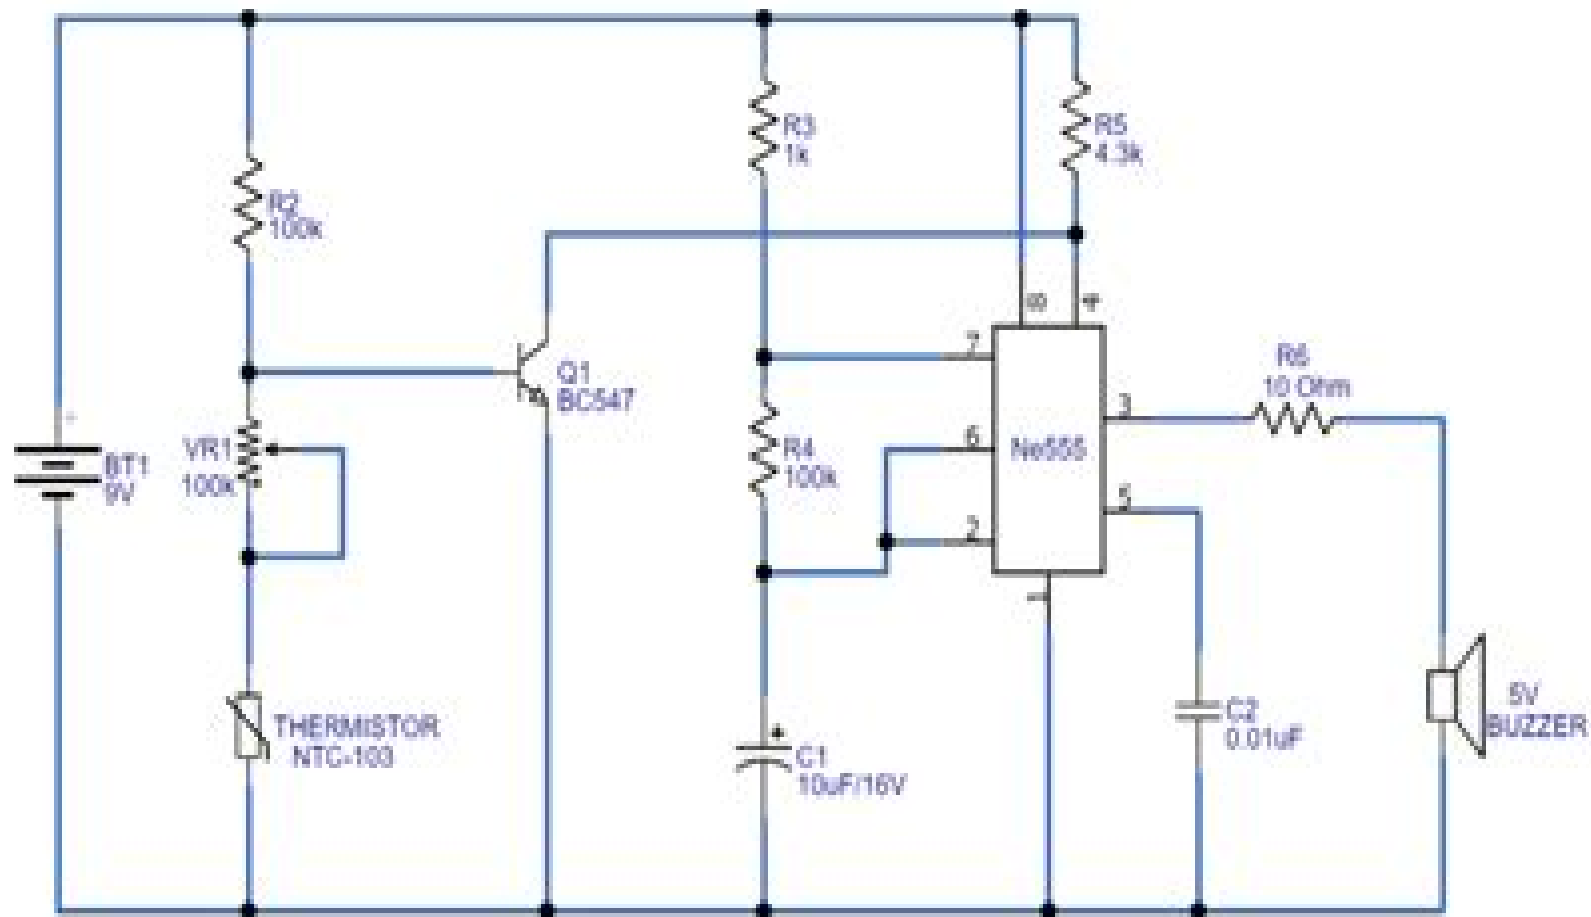 R2
100k
R3
1k
R5
4.3k
8
4
7
Q1
BC547
R6
10 Ohm
3
VR1
100k
BT1
9V
R4
100k
6
Ne555
5
2
1
THERMISTOR
NTC-103
C1
10uF/16V
C2
0.01uF
5V
BUZZER